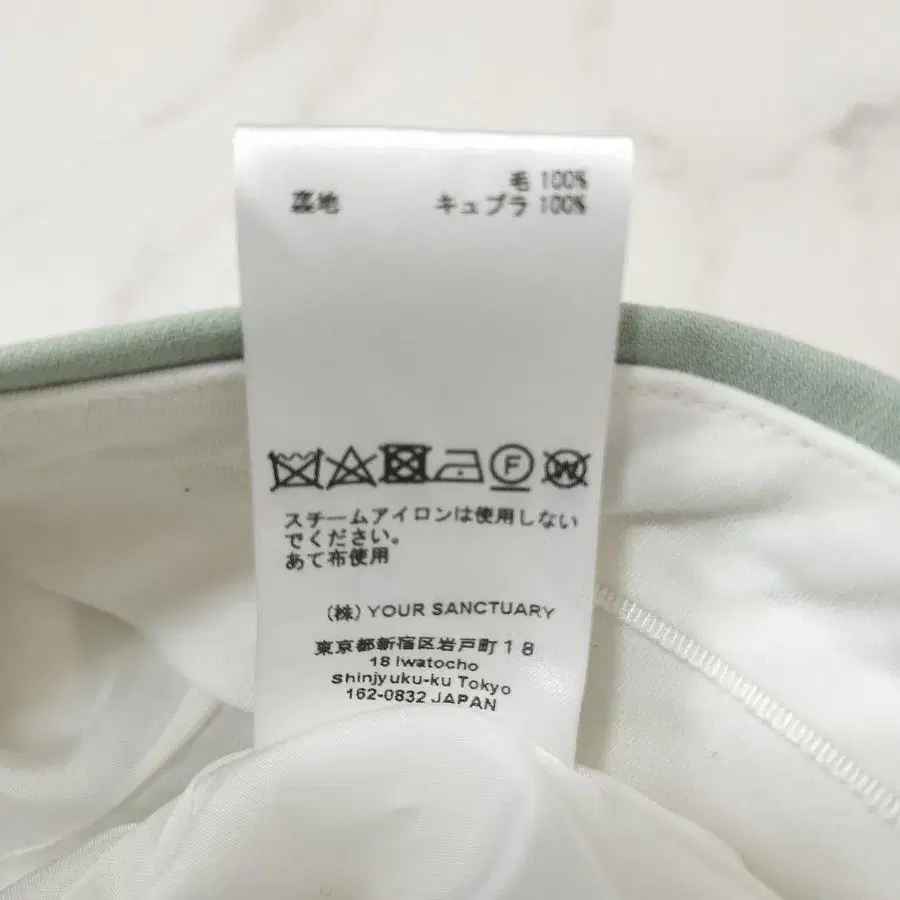 毛 100%
裏地 キュプラ 100%
F W
スチームアイロンは使用しない
でください。
あて布使用
(株) YOUR SANCTUARY
東京都新宿区岩戸町18
18 Iwatocho
Shinjyuku-ku Tokyo
162-0832 JAPAN